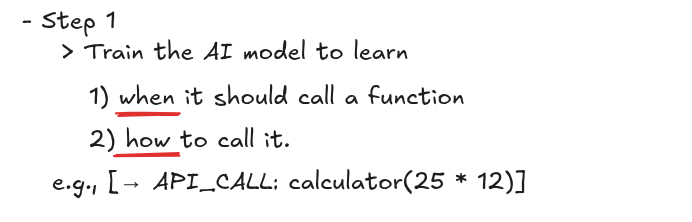 - Step 1
> Train the AI model to learn
1) when it should call a function
2) how to call it.
e.g., [→ API_CALL: calculator(25 * 12)]